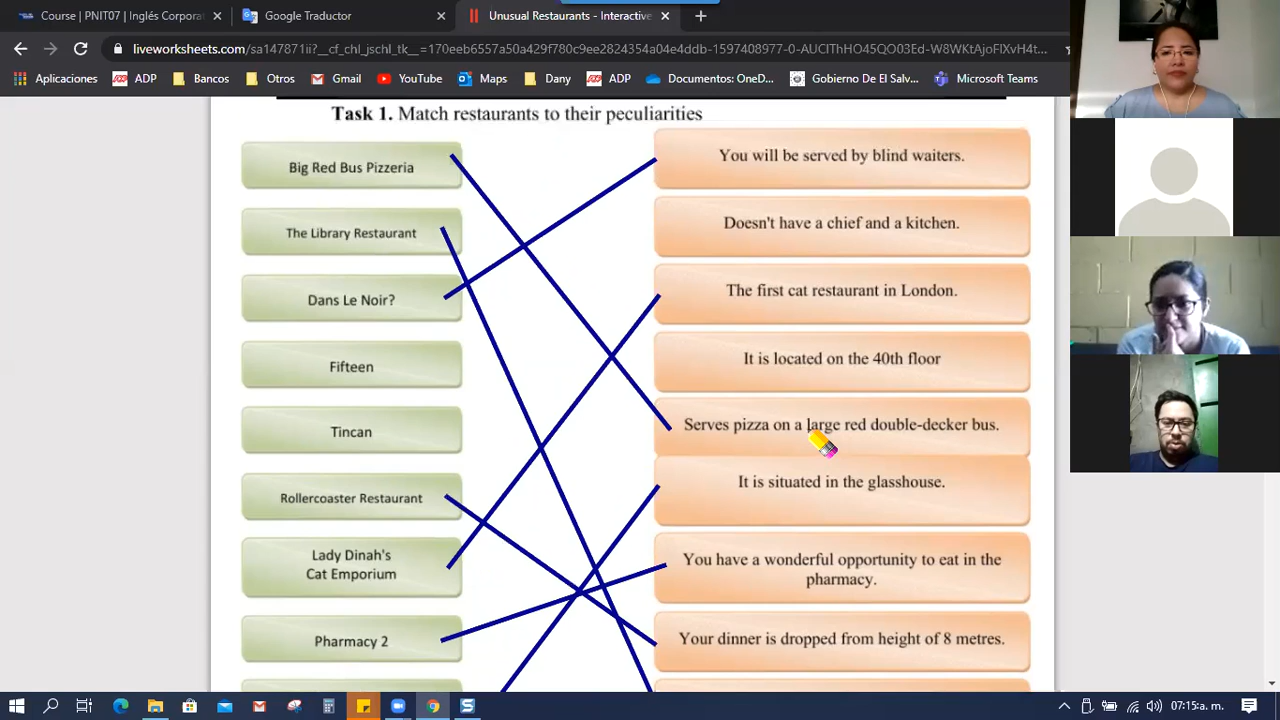 Course | PNIT07 | Inglés Corporat
Google Traductor
Unusual Restaurants - Interactive
liveworksheets.com/sa147871ii?__cf_chl_jschl_tk__=170eeb6557a50a429f780c9ee2824354a04e4ddb-1597408977-0-AUCIThHO45QO03Ed-W8WKtAjoFlXvH4t...
Aplicaciones
ADP
Bancos
Otros
Gmail
YouTube
Maps
Dany
ADP
Documentos: OneD...
Gobierno De El Salv...
Microsoft Teams
Task 1. Match restaurants to their peculiarities
Big Red Bus Pizzeria
The Library Restaurant
Dans Le Noir?
Fifteen
Tincan
Rollercoaster Restaurant
Lady Dinah's
Cat Emporium
Pharmacy 2
You will be served by blind waiters.
Doesn't have a chief and a kitchen.
The first cat restaurant in London.
It is located on the 40th floor
Serves pizza on a large red double-decker bus.
It is situated in the glasshouse.
You have a wonderful opportunity to eat in the
pharmacy.
Your dinner is dropped from height of 8 metres.
07:15 a. m.